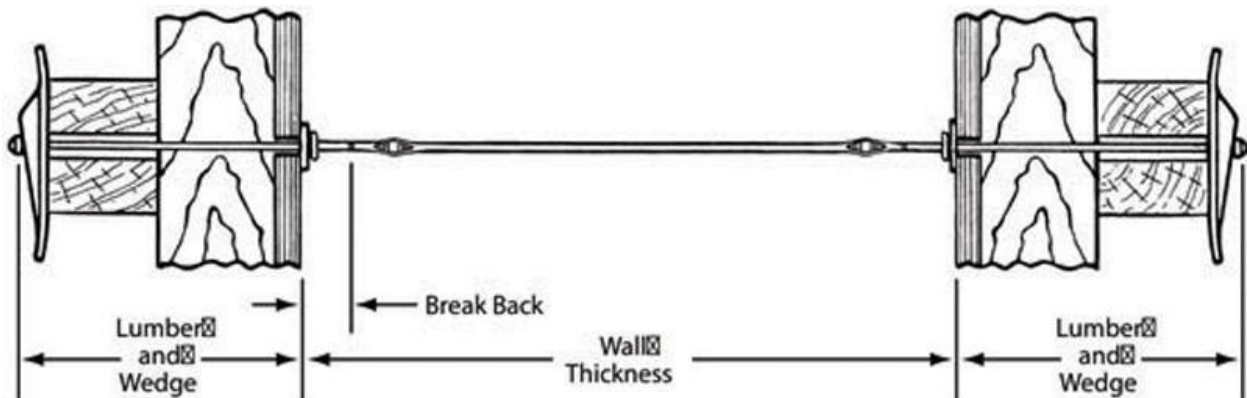 Break Back
Lumber
and
Wedge
Wall
Thickness
Lumber
and
Wedge